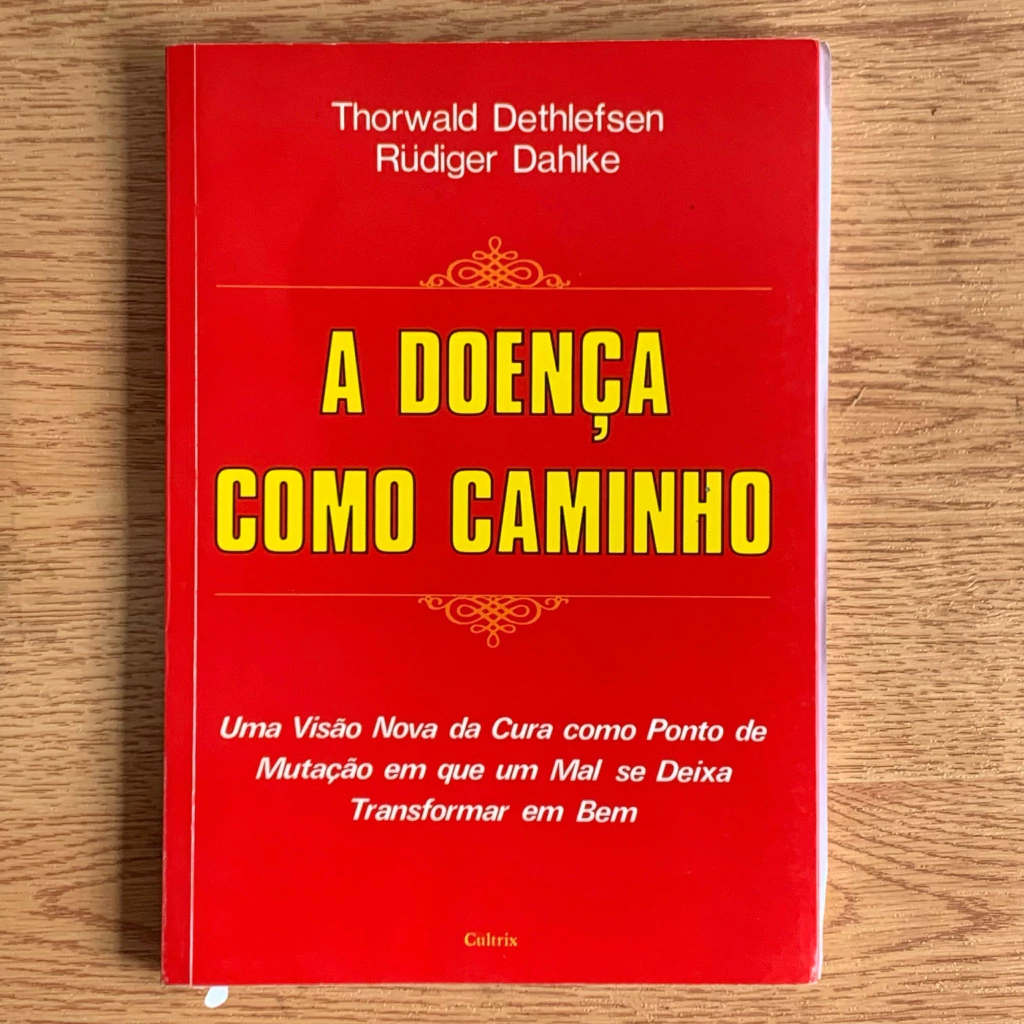 Thorwald Dethlefsen
Rüdiger Dahlke
A DOENÇA
COMO CAMINHO
Uma Visão Nova da Cura como Ponto de
Mutação em que um Mal se Deixa
Transformar em Bem
Cultrix